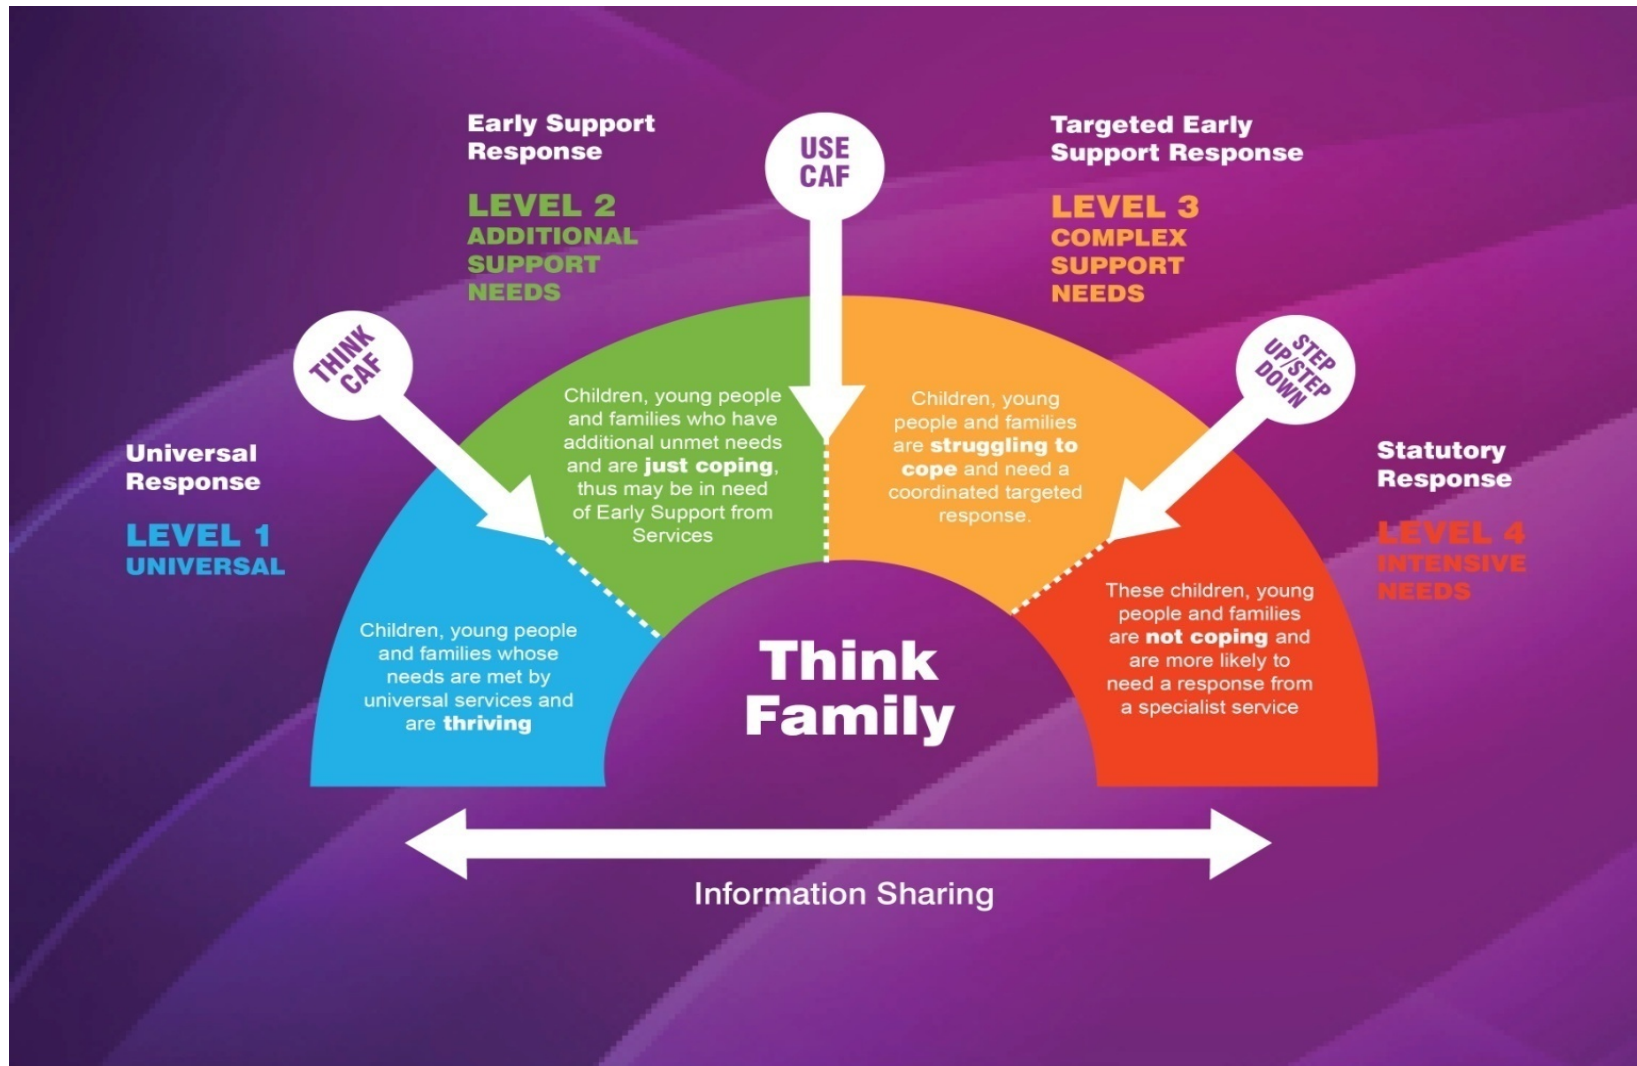 Early Support
Response
LEVEL 2
ADDITIONAL
SUPPORT
NEEDS
USE
CAF
Targeted Early
Support Response
LEVEL 3
COMPLEX
SUPPORT
NEEDS
THINK
CAF
STEP
UP/STEP
DOWN
Universal
Response
LEVEL 1
UNIVERSAL
Children, young people
and families who have
additional unmet needs
and are just coping,
thus may be in need
of Early Support from
Services
Children, young
people and families
are struggling to
cope and need a
coordinated targeted
response.
Statutory
Response
LEVEL 4
INTENSIVE
NEEDS
Children, young people
and families whose
needs are met by
universal services and
are thriving
These children, young
people and families
are not coping and
are more likely to
need a response from
a specialist service
Think
Family
Information Sharing